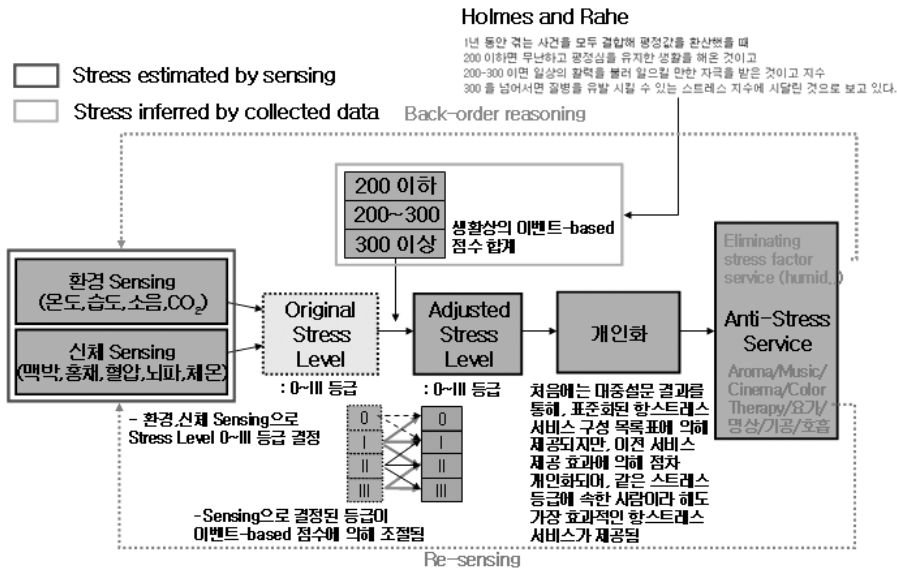 Holmes and Rahe
1년 동안 겪는 사건을 모두 결합해 평정값을 환산했을 때
200 이하면 무난하고 평정심을 유지한 생활을 해온 것이고
200-300 이면 일상의 활력을 불러 일으킬 만한 자극을 받은 것이고 지수
300 을 넘어서면 질병을 유발 시킬 수 있는 스트레스 지수에 시달린 것으로 보고 있다.
Stress estimated by sensing
Stress inferred by collected data
Back-order reasoning
200 이하
200~300
300 이상
생활상의 이벤트-based
점수 합계
환경 Sensing
(온도,습도,소음,CO₂)
신체 Sensing
(맥박,홍채,혈압,뇌파,체온)
Original
Stress
Level
: 0~III 등급
Adjusted
Stress
Level
: 0~III 등급
개인화
Eliminating
stress factor
service (humid..)
Anti-Stress
Service
Aroma/Music/
Cinema/Color
Therapy/요가/
명상/기공/호흡
- 환경,신체 Sensing으로
Stress Level 0~III 등급 결정
0
I
II
III
0
I
II
III
-Sensing으로 결정된 등급이
이벤트-based 점수에 의해 조절됨
처음에는 대중설문 결과를
통해, 표준화된 항스트레스
서비스 구성 목록표에 의해
제공되지만, 이전 서비스
제공 효과에 의해 점차
개인화되며, 같은 스트레스
등급에 속한 사람이라 해도
가장 효과적인 항스트레스
서비스가 제공됨
Re-sensing